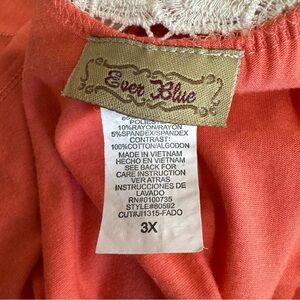 Ever Blue
10%RAYON/RAYON
5%SPANDEX/SPANDEX
CONTRAST:
100%COTTON/ALGODON
MADE IN VIETNAM
HECHO EN VIETNAM
SEE BACK FOR
CARE INSTRUCTION
VER ATRAS
INSTRUCCIONES DE
LAVADO
RN#0100735
STYLE#80592
CUT#JI1315-FADO
3X